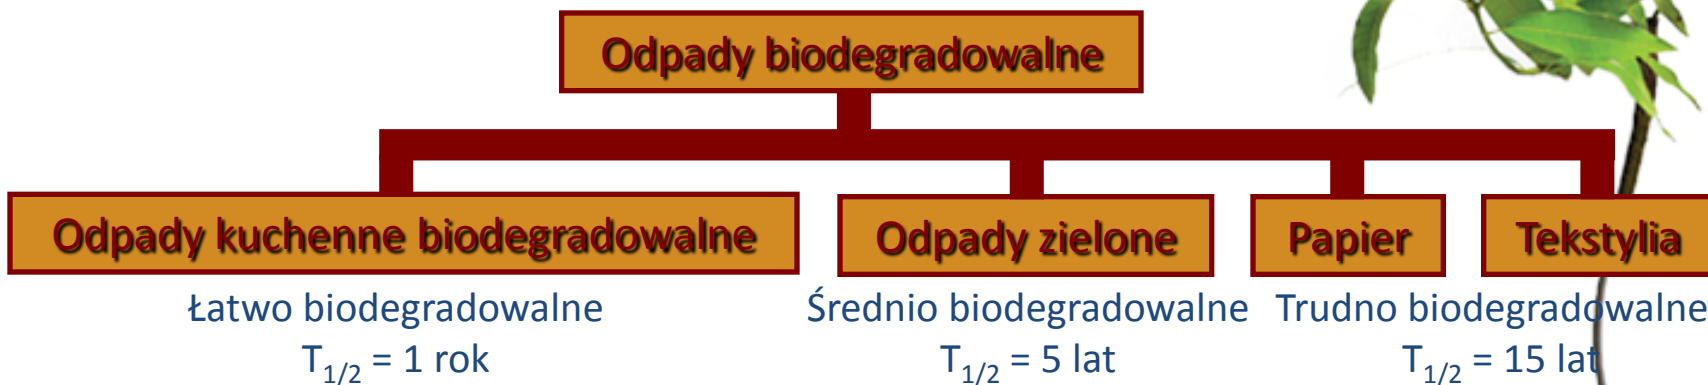 Odpady biodegradowalne
Odpady kuchenne biodegradowalne
Odpady zielone
Papier
Tekstylia
Łatwo biodegradowalne
T1/2 = 1 rok
Średnio biodegradowalne
T1/2 = 5 lat
Trudno biodegradowalne
T1/2 = 15 lat